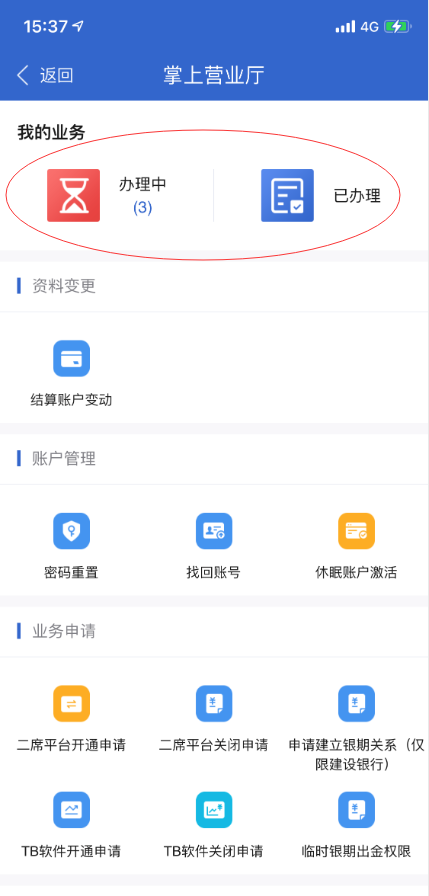 15:37
4G
返回
掌上营业厅
我的业务
办理中
(3)
已办理
资料变更
结算账户变动
账户管理
密码重置
找回账号
休眠账户激活
业务申请
二席平台开通申请
二席平台关闭申请
申请建立银期关系（仅
限建设银行）
TB软件开通申请
TB软件关闭申请
临时银期出金权限